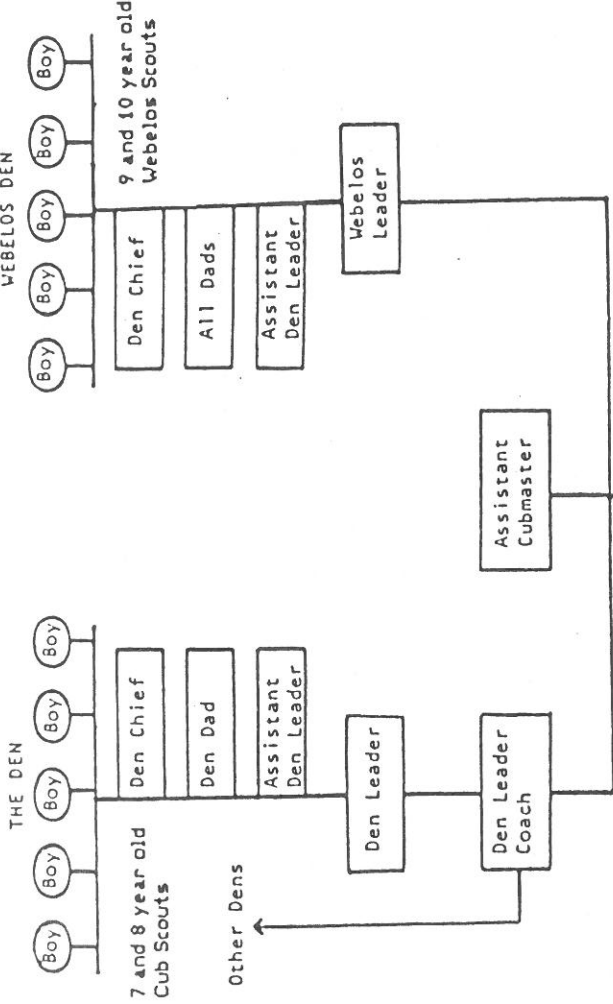 THE DEN
Boy
Boy
Boy
Boy
Boy
7 and 8 year old
Cub Scouts
Den Chief
Den Dad
Assistant
Den Leader
Other Dens
Den Leader
Den Leader
Coach
WEBELOS DEN
Boy
Boy
Boy
Boy
Boy
Den Chief
All Dads
Assistant
Den Leader
9 and 10 year old
Webelos Scouts
Webelos
Leader
Assistant
Cubmaster